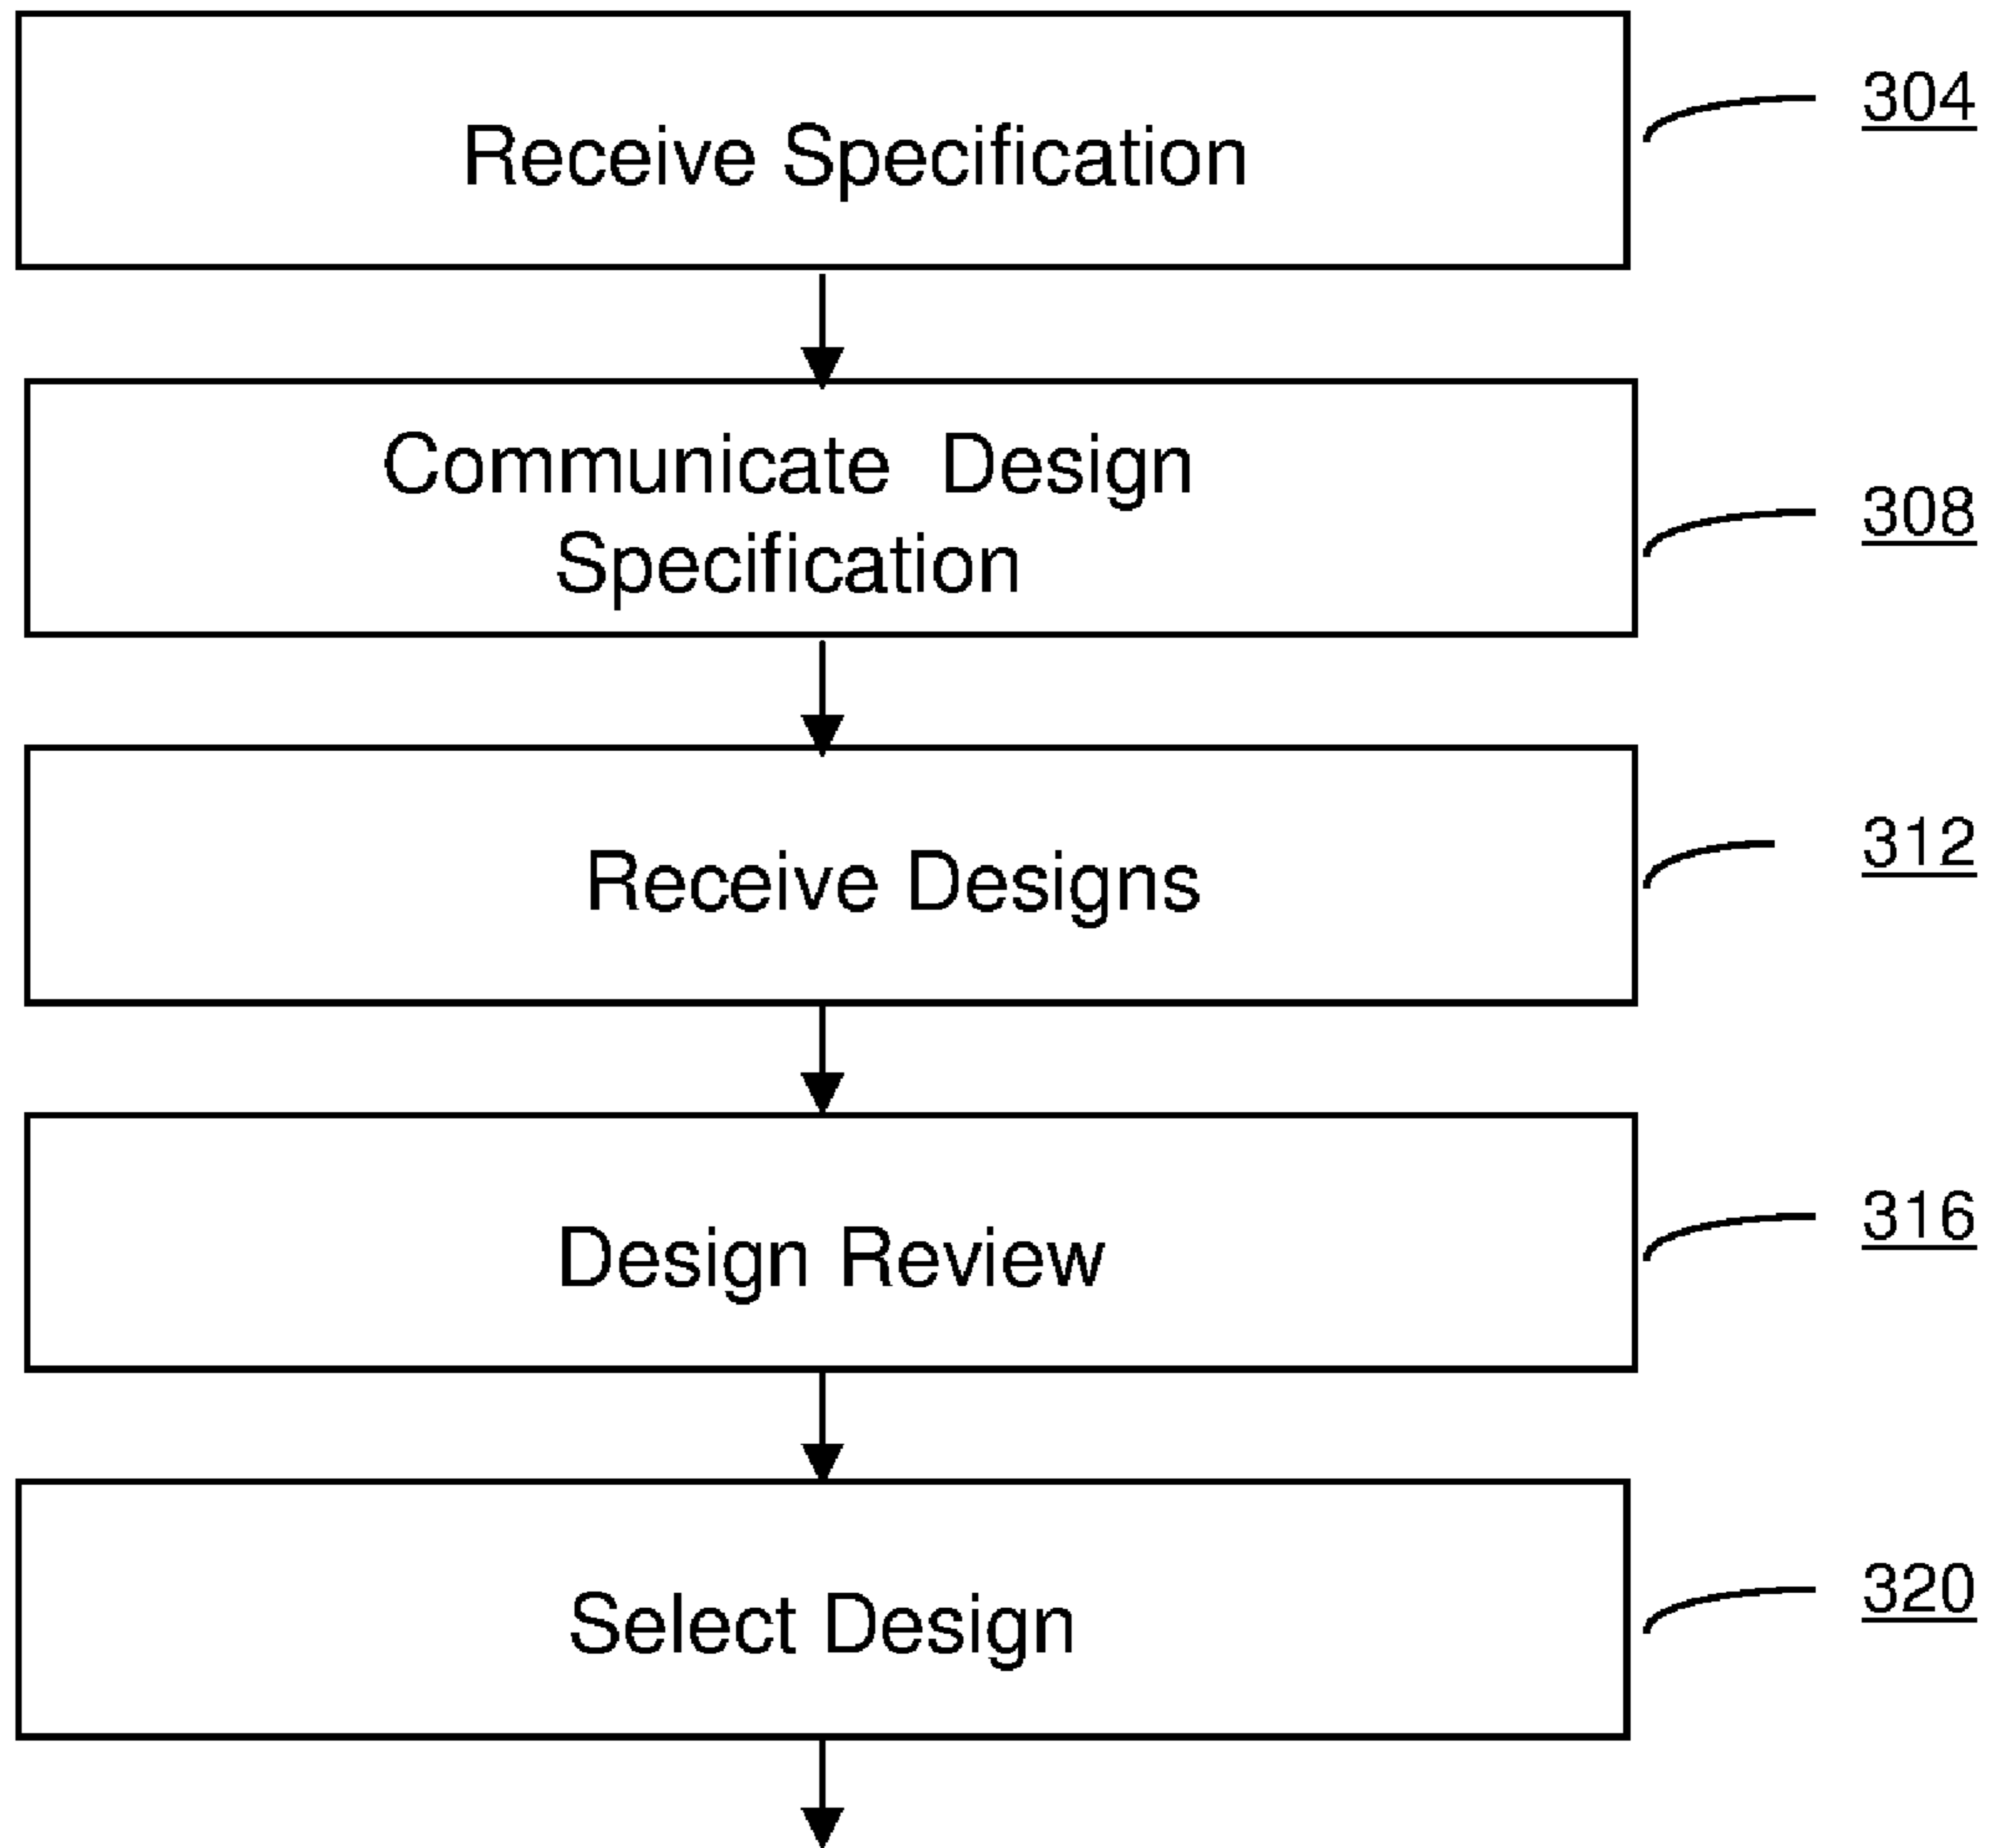 Receive Specification
304
Communicate Design
Specification
308
Receive Designs
312
Design Review
316
Select Design
320